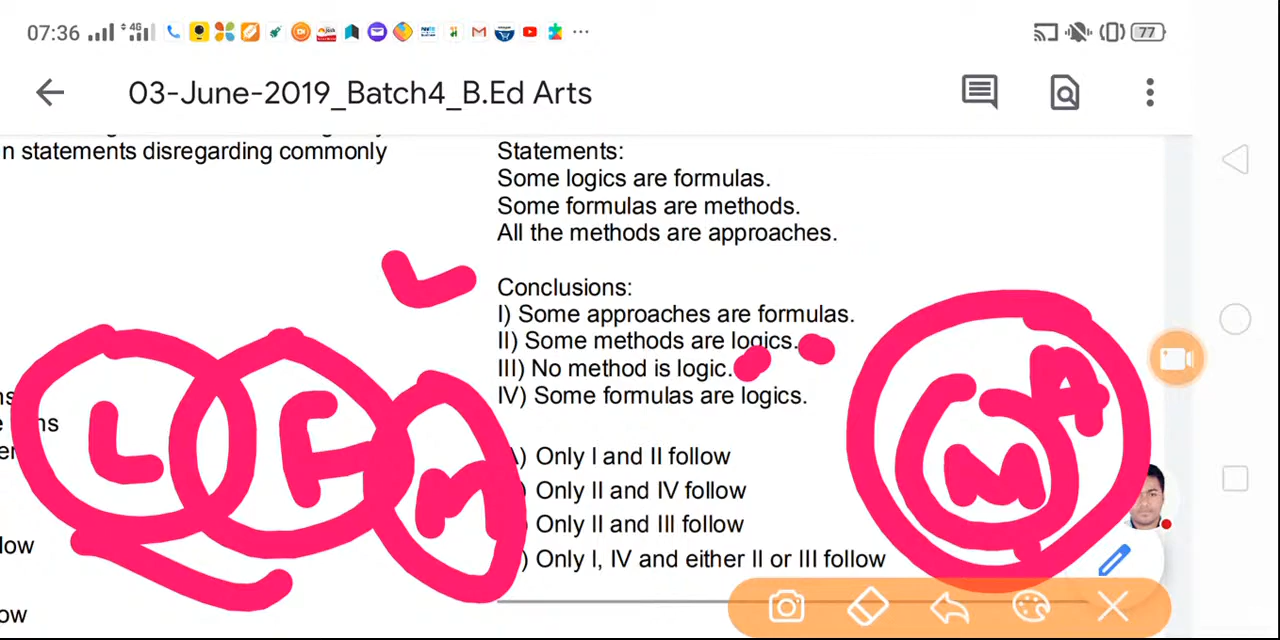 07:36
4G
77
03-June-2019_Batch4_B.Ed Arts
n statements disregarding commonly
Statements:
Some logics are formulas.
Some formulas are methods.
All the methods are approaches.
Conclusions:
I) Some approaches are formulas.
II) Some methods are logics.
III) No method is logic.
IV) Some formulas are logics.
) Only I and II follow
) Only II and IV follow
) Only II and III follow
) Only I, IV and either II or III follow
L F M
M A
low
ow